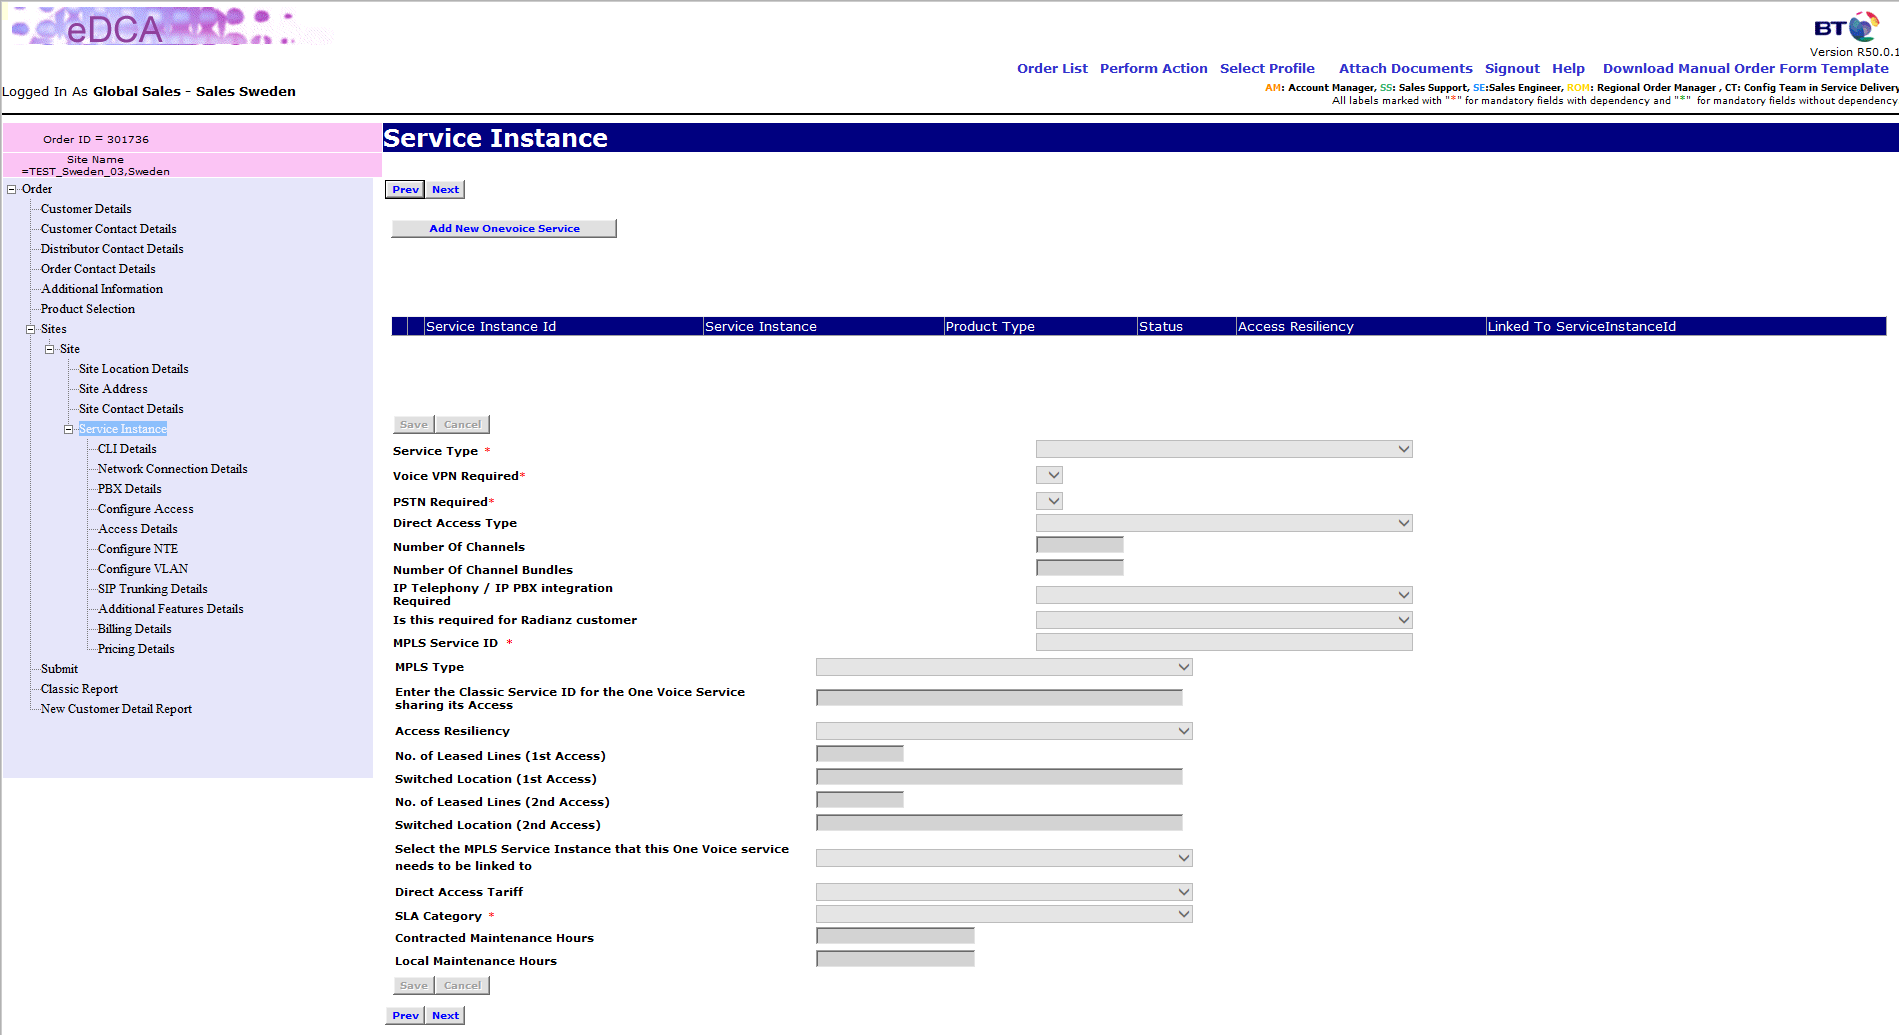 eDCA
BT
Version R50.0.1
Order List Perform Action Select Profile Attach Documents Signout Help Download Manual Order Form Template
Logged In As Global Sales - Sales Sweden
AM: Account Manager, SS: Sales Support, SE:Sales Engineer, ROM: Regional Order Manager , CT: Config Team in Service Delivery
All labels marked with "*" for mandatory fields with dependency and "*" for mandatory fields without dependency
Order ID = 301736
Site Name
=TEST_Sweden_03,Sweden
Order
Customer Details
Customer Contact Details
Distributor Contact Details
Order Contact Details
Additional Information
Product Selection
Sites
Site
Site Location Details
Site Address
Site Contact Details
Service Instance
CLI Details
Network Connection Details
PBX Details
Configure Access
Access Details
Configure NTE
Configure VLAN
SIP Trunking Details
Additional Features Details
Billing Details
Pricing Details
Submit
Classic Report
New Customer Detail Report
Service Instance
Prev Next
Add New Onevoice Service
Service Instance Id Service Instance Product Type Status Access Resiliency Linked To ServiceInstanceId
Save Cancel
Service Type *
Voice VPN Required*
PSTN Required*
Direct Access Type
Number Of Channels
Number Of Channel Bundles
IP Telephony / IP PBX integration
Required
Is this required for Radianz customer
MPLS Service ID *
MPLS Type
Enter the Classic Service ID for the One Voice Service
sharing its Access
Access Resiliency
No. of Leased Lines (1st Access)
Switched Location (1st Access)
No. of Leased Lines (2nd Access)
Switched Location (2nd Access)
Select the MPLS Service Instance that this One Voice service
needs to be linked to
Direct Access Tariff
SLA Category *
Contracted Maintenance Hours
Local Maintenance Hours
Save Cancel
Prev Next